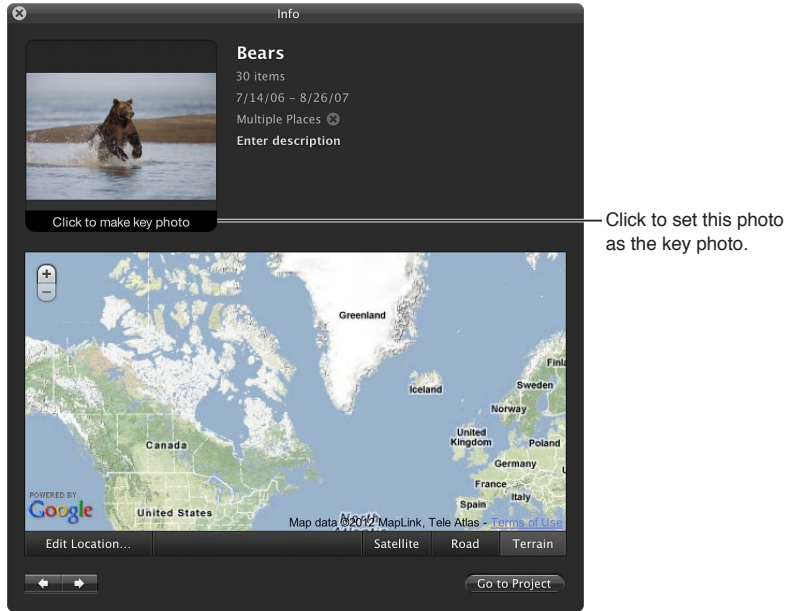 Info
Bears
30 items
7/14/06 – 8/26/07
Multiple Places
Enter description
Click to make key photo
Click to set this photo
as the key photo.
Greenland
Iceland
Finla
Sweden
Norway
United
Kingdom
Poland
Germany
France
Italy
Spain
Canada
United States
North
Atlantic
POWERED BY
Google
Map data ©2012 MapLink, Tele Atlas - Terms of Use
Edit Location...
Satellite
Road
Terrain
Go to Project